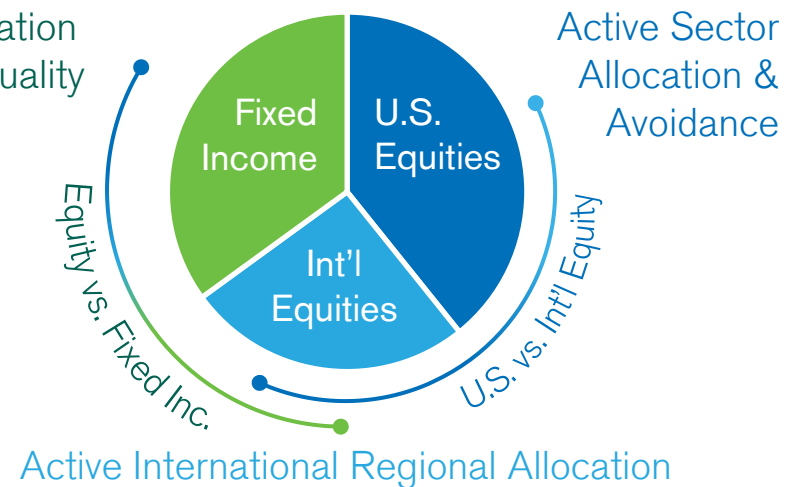 ation
uality
Active Sector
Allocation &
Avoidance
Fixed
Income
U.S.
Equities
Int'l
Equities
Equity vs. Fixed Inc.
U.S. vs. Int'l Equity
Active International Regional Allocation